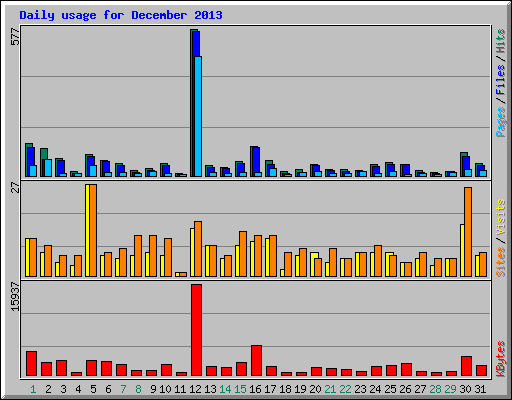 Daily usage for December 2013
577
Pages / Files / Hits
27
Sites / Visits
15937
KBytes
1 2 3 4 5 6 7 8 9 10 11 12 13 14 15 16 17 18 19 20 21 22 23 24 25 26 27 28 29 30 31